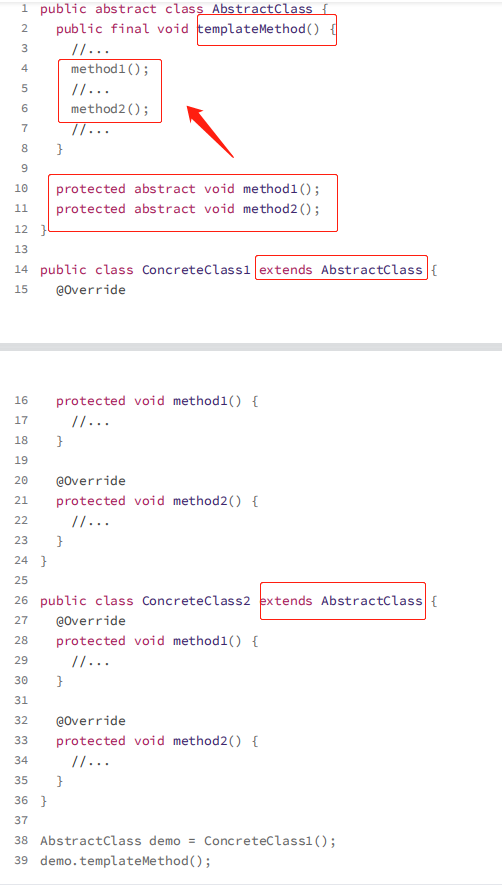 1 public abstract class AbstractClass {
2 public final void templateMethod() {
3 //...
4 method1();
5 //...
6 method2();
7 //...
8 }
9
10 protected abstract void method1();
11 protected abstract void method2();
12 }
13
14 public class ConcreteClass1 extends AbstractClass {
15 @Override
16 protected void method1() {
17 //...
18 }
19
20 @Override
21 protected void method2() {
22 //...
23 }
24 }
25
26 public class ConcreteClass2 extends AbstractClass {
27 @Override
28 protected void method1() {
29 //...
30 }
31
32 @Override
33 protected void method2() {
34 //...
35 }
36 }
37
38 AbstractClass demo = ConcreteClass1();
39 demo.templateMethod();